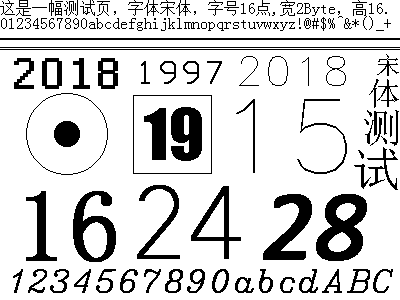 这是一幅测试页，字体宋体，字号16点,宽2Byte, 高16.
01234567890abcdefghijklmnopqrstuvwxyz!@#$%^&*()_+
2018 1997 2018
19 15
宋体测试
16 24 28
1234567890abcdABC